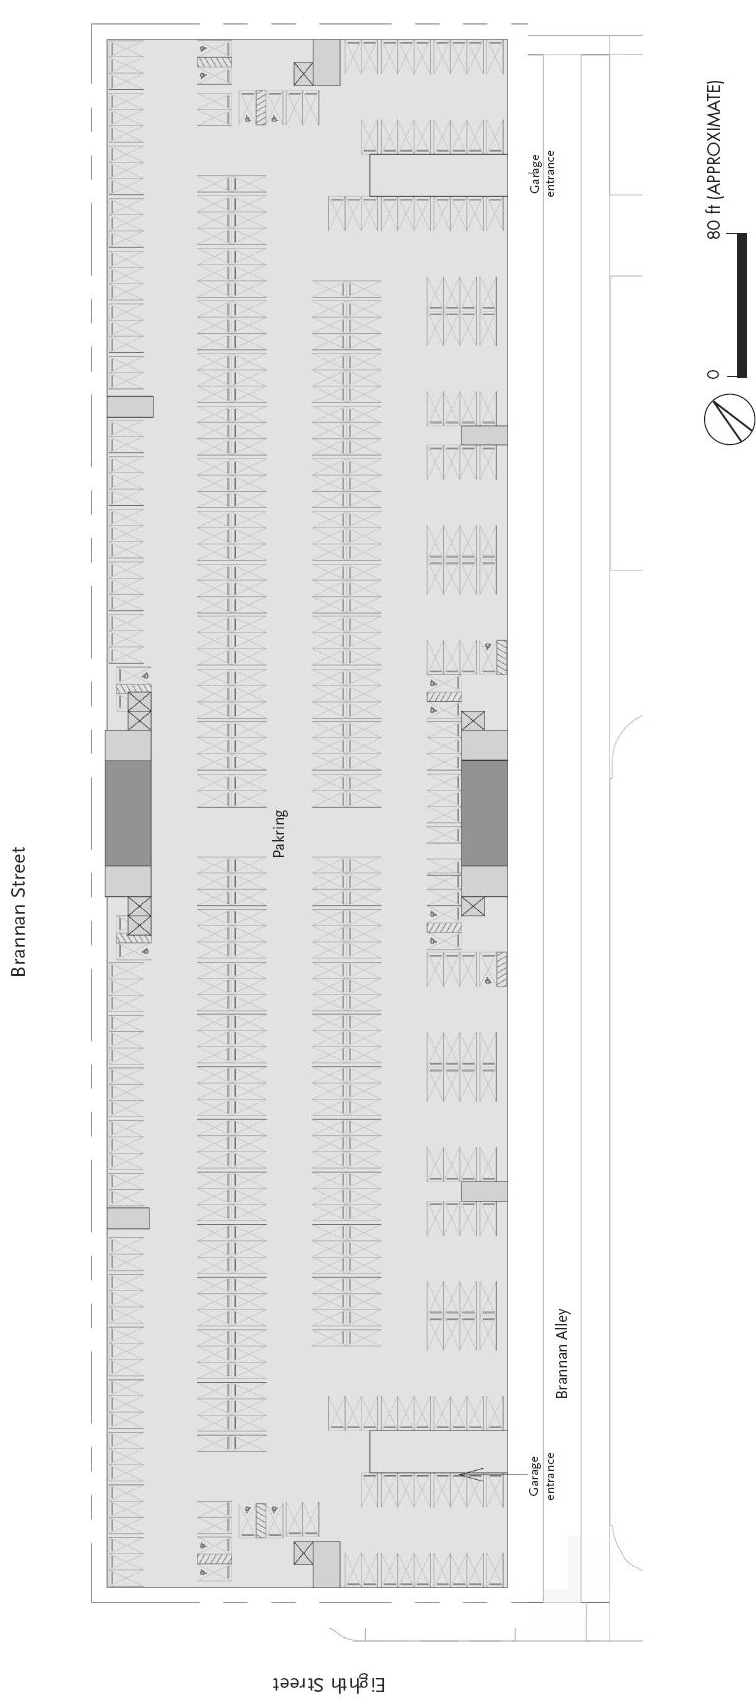 Garage
entrance
80 ft (APPROXIMATE)
0
Pakring
Brannan Street
Brannan Alley
Garage
entrance
Eighth Street